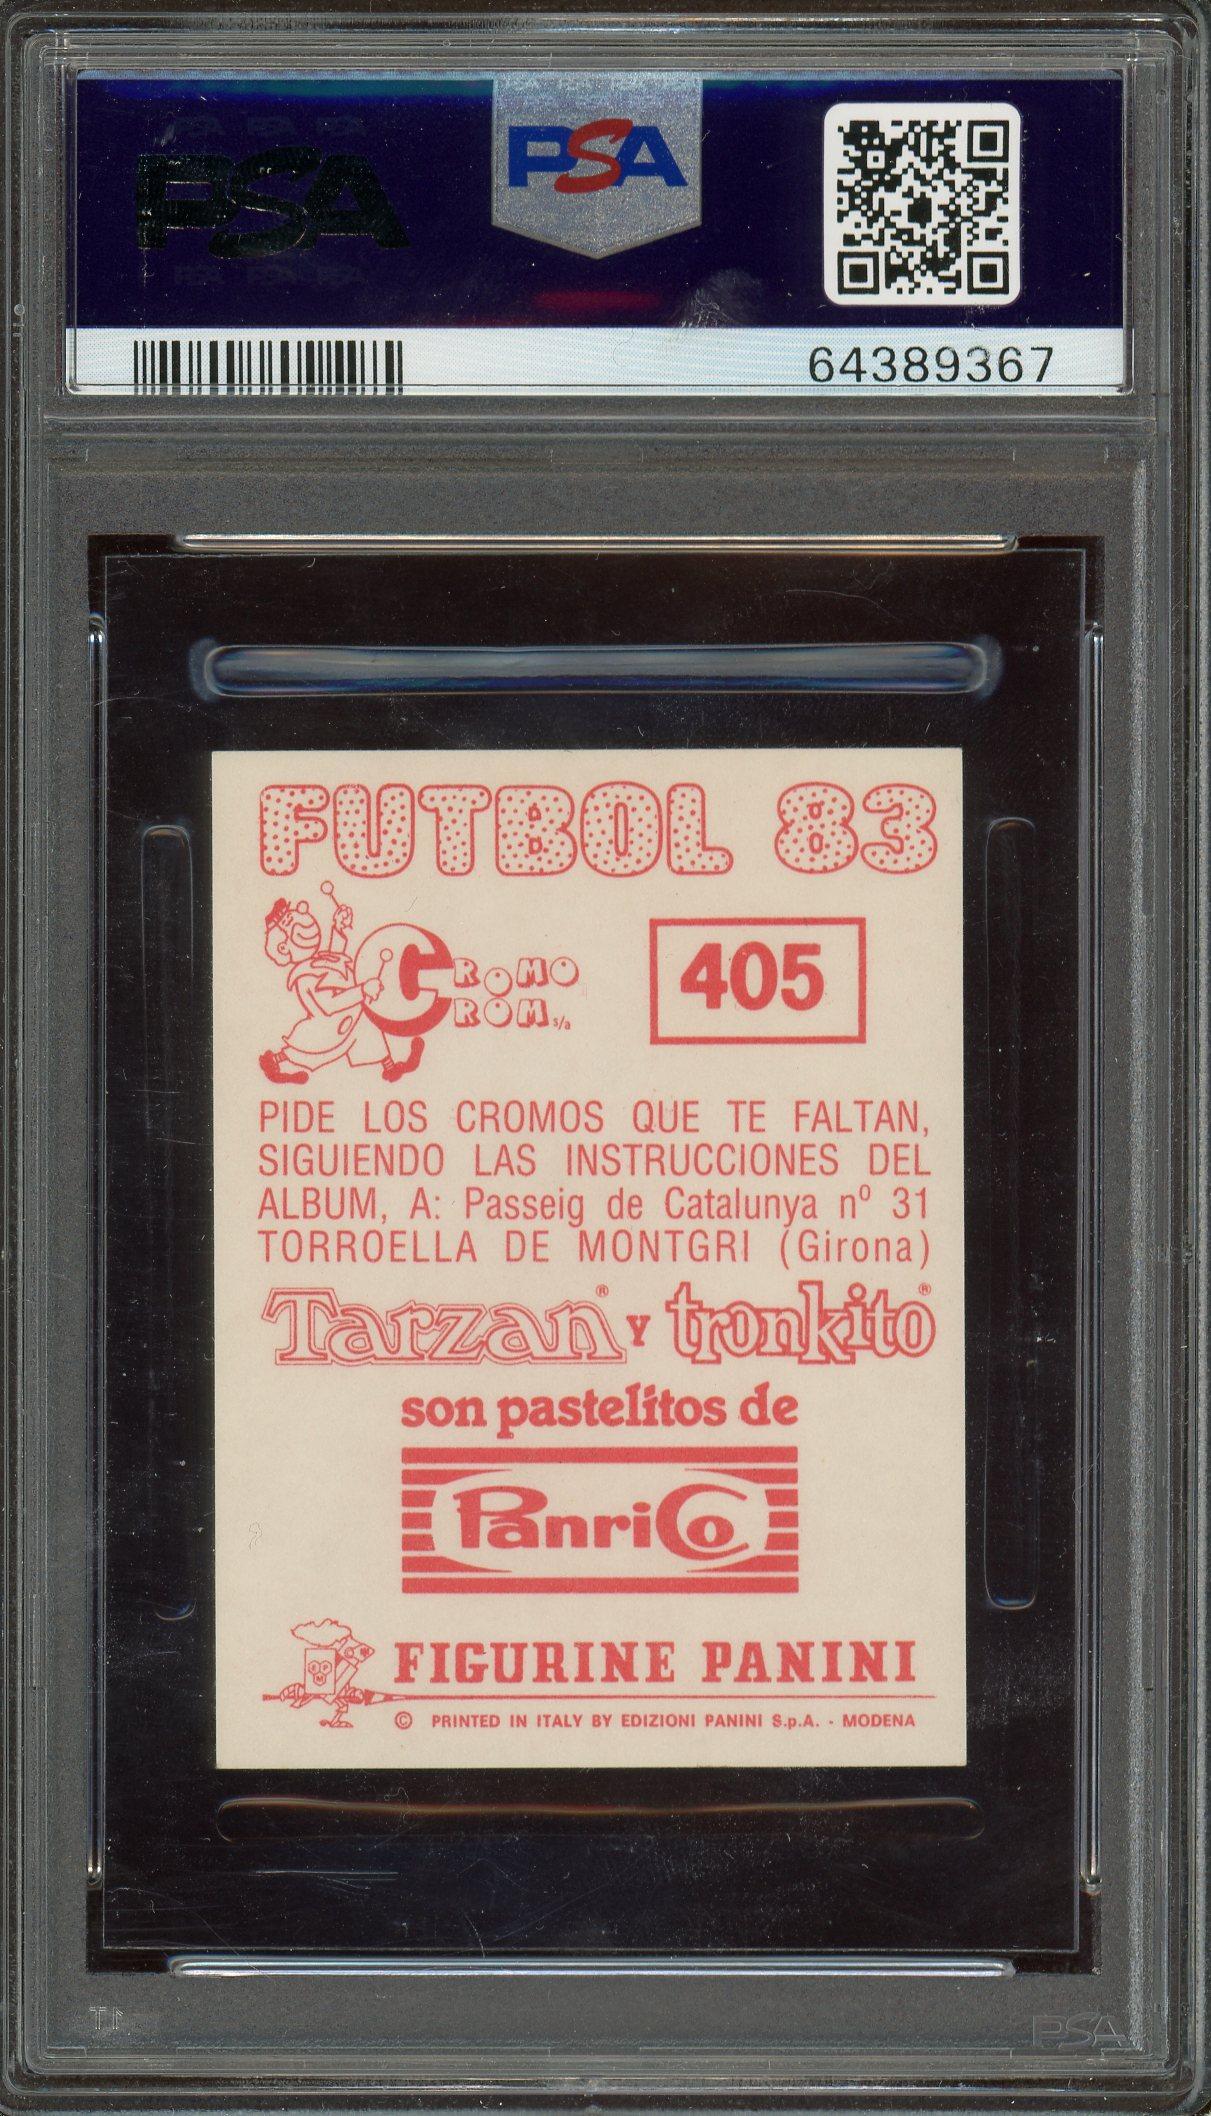 PSA
PSA
64389367
FUTBOL 83
CROMO
CROM s/a
405
PIDE LOS CROMOS QUE TE FALTAN,
SIGUIENDO LAS INSTRUCCIONES DEL
ALBUM, A: Passeig de Catalunya nº 31
TORROELLA DE MONTGRI (Girona)
Tarzan® Y tronkito®
son pastelitos de
PanriCo
FIGURINE PANINI
© PRINTED IN ITALY BY EDIZIONI PANINI S.p.A. - MODENA
PSA